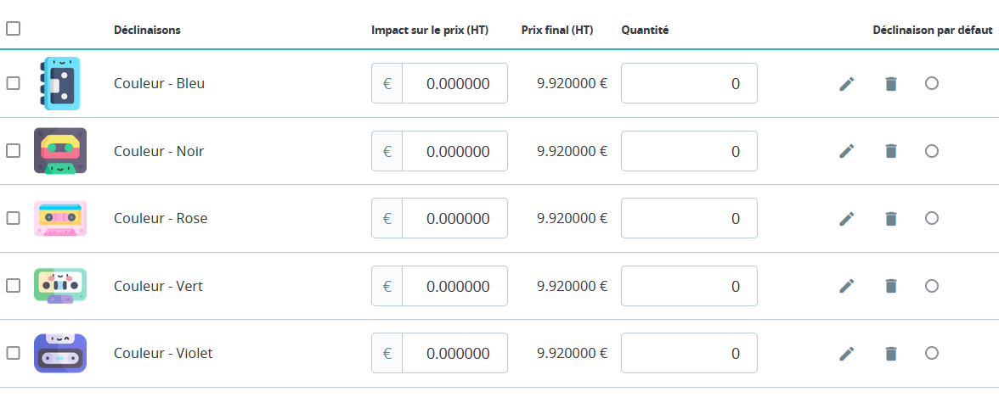 Déclinaisons Impact sur le prix (HT) Prix final (HT) Quantité Déclinaison par défaut
Couleur - Bleu € 0.000000 9.920000 € 0
Couleur - Noir € 0.000000 9.920000 € 0
Couleur - Rose € 0.000000 9.920000 € 0
Couleur - Vert € 0.000000 9.920000 € 0
Couleur - Violet € 0.000000 9.920000 € 0